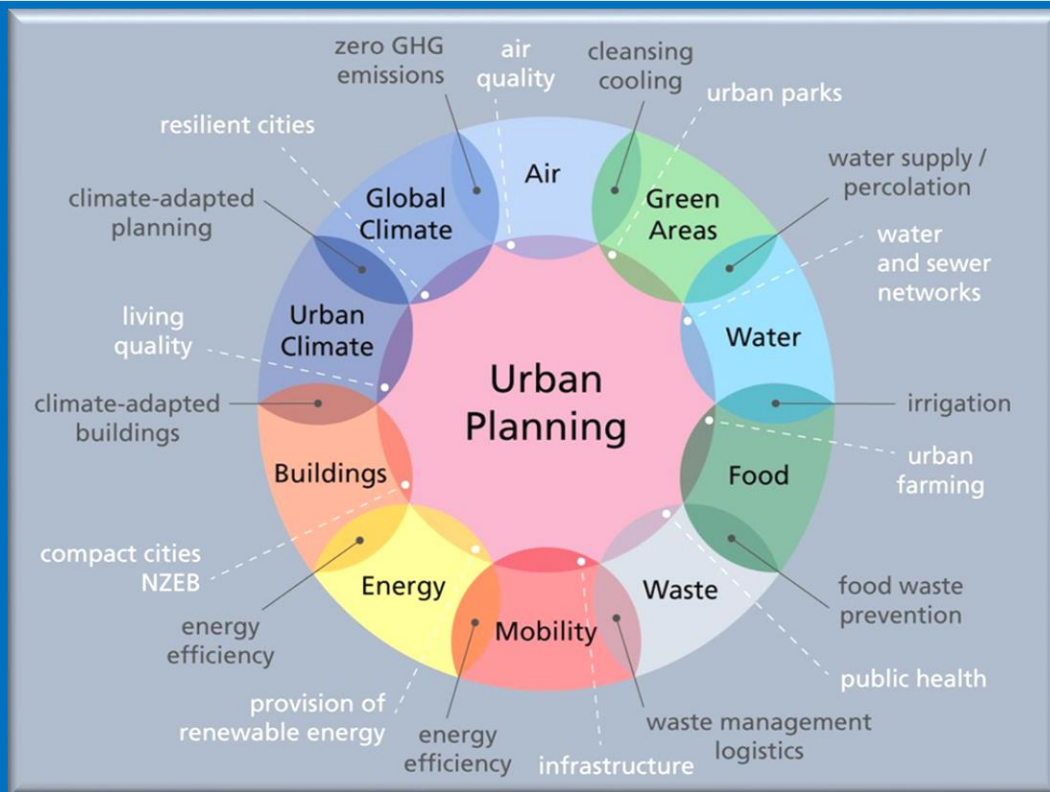 zero GHG
emissions
air
quality
cleansing
cooling
urban parks
resilient cities
water supply /
percolation
climate-adapted
planning
water
and sewer
networks
living
quality
climate-adapted
buildings
irrigation
urban
farming
compact cities
NZEB
food waste
prevention
energy
efficiency
public health
provision of
renewable energy
energy
efficiency
infrastructure
waste management
logistics
Air
Green
Areas
Water
Food
Waste
Mobility
Energy
Buildings
Urban
Climate
Global
Climate
Urban
Planning